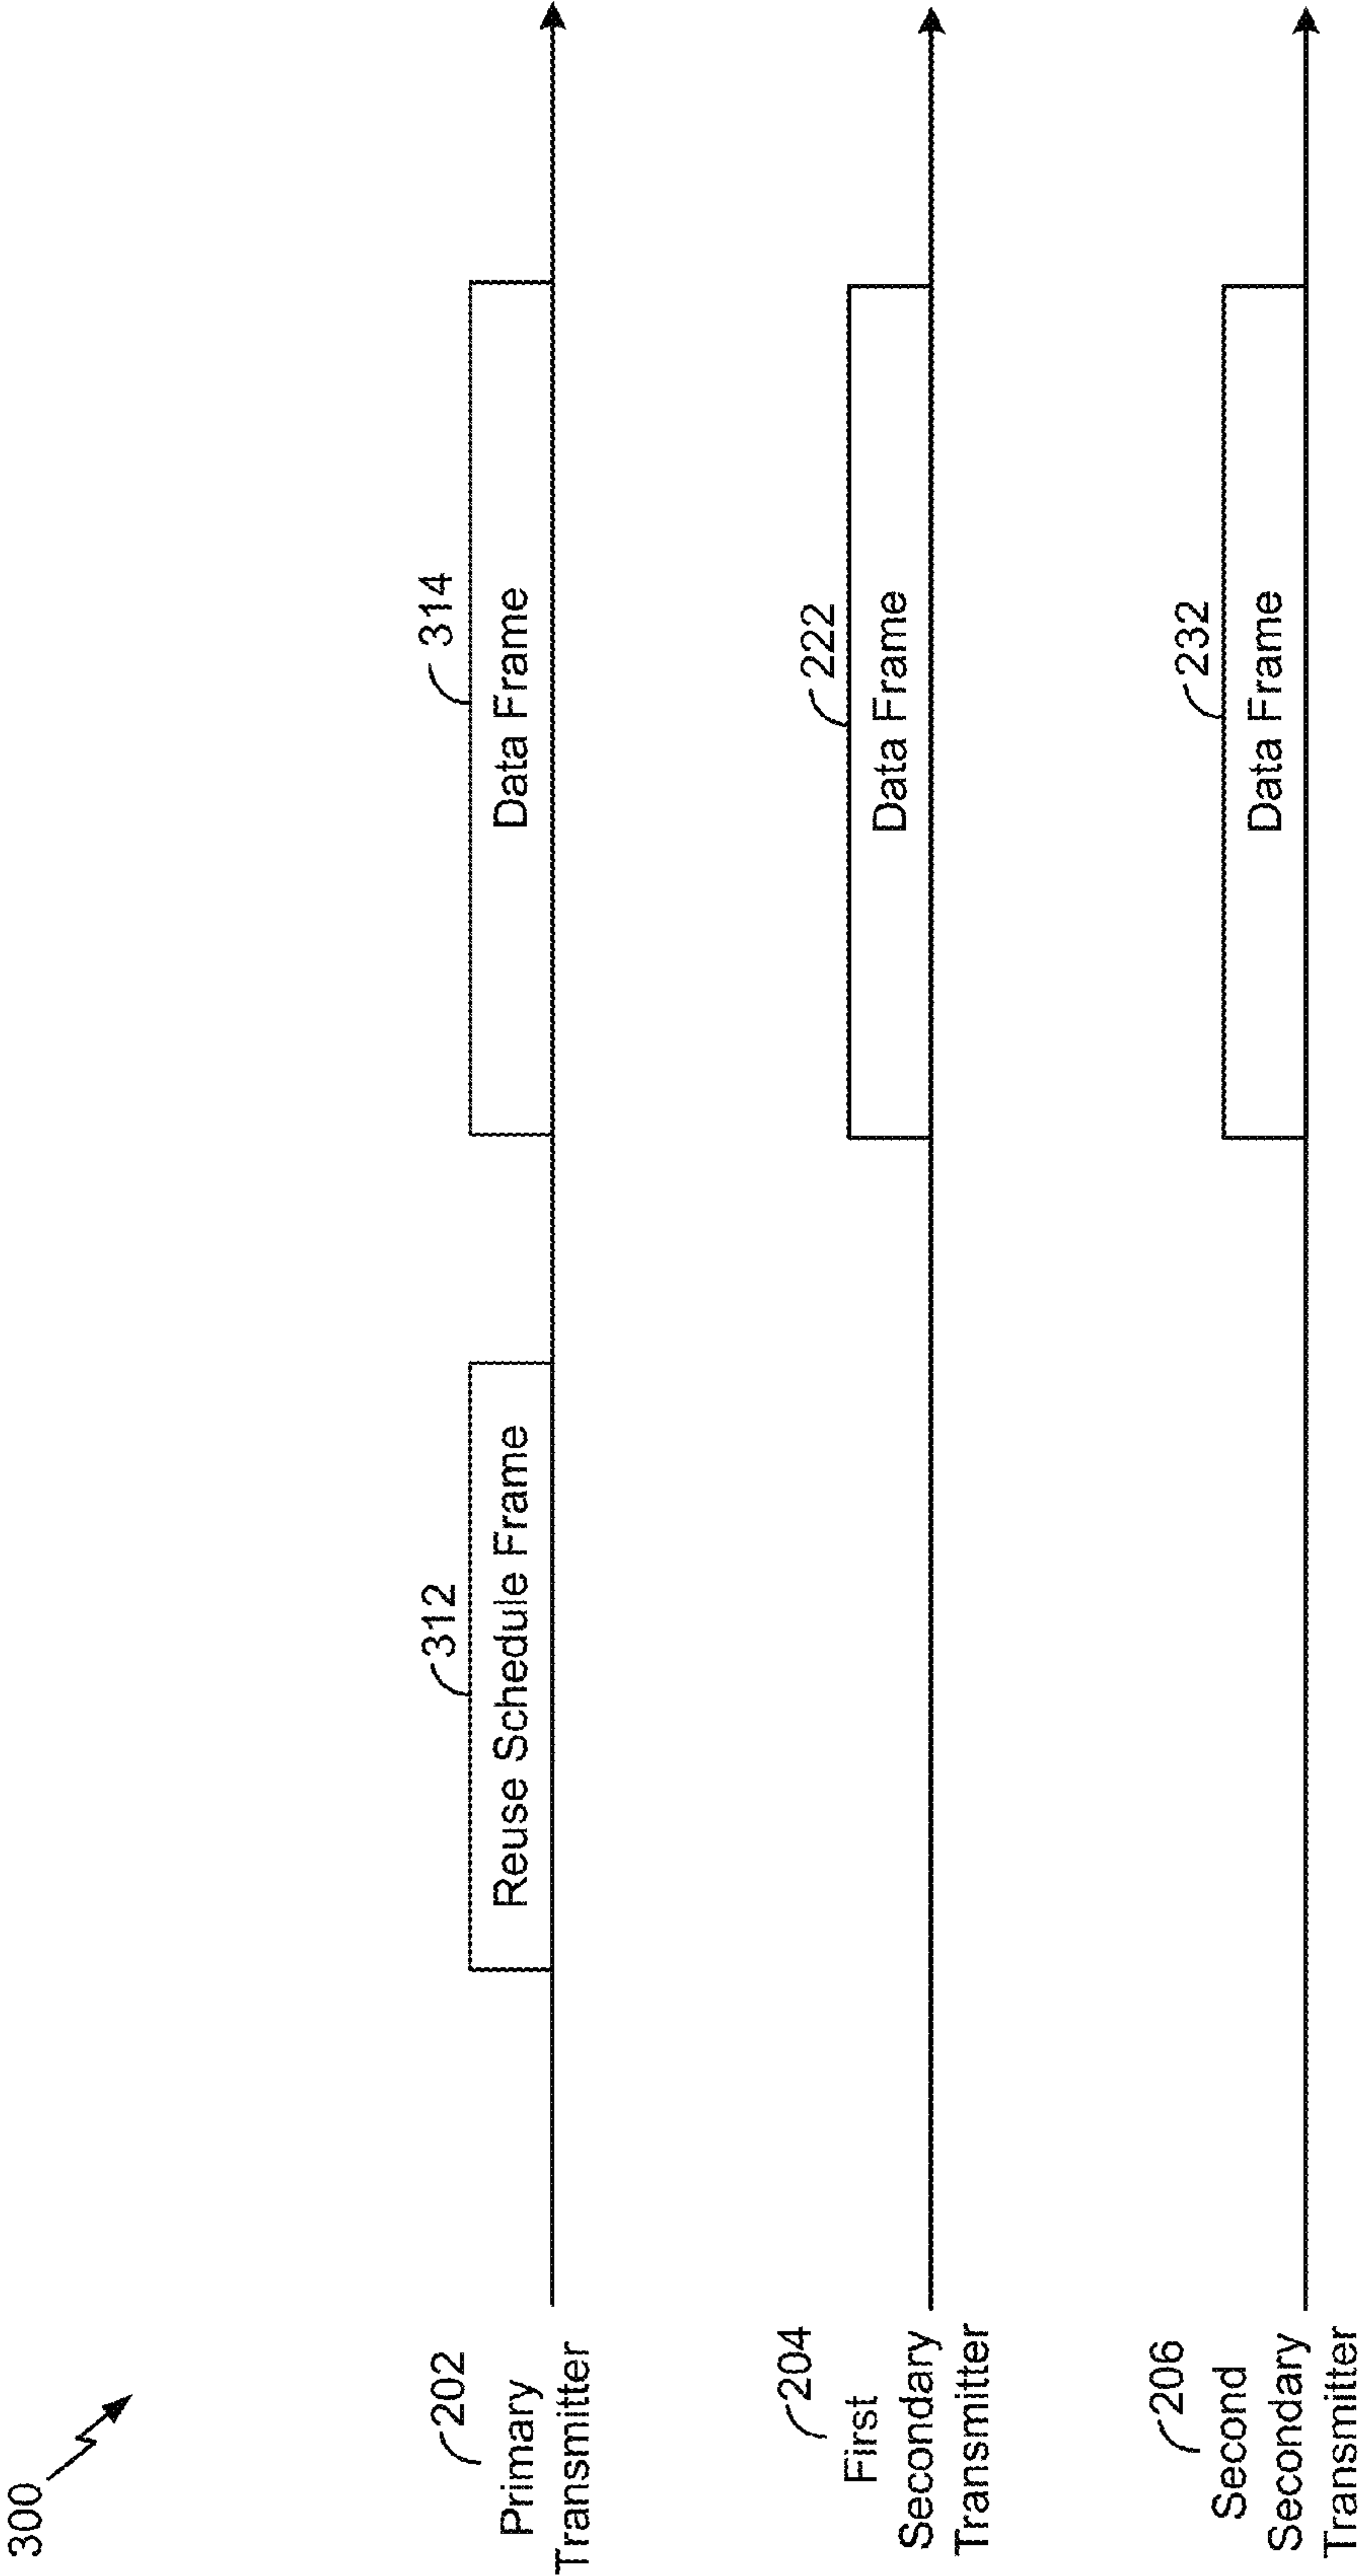 300
202
Primary
Transmitter
312
Reuse Schedule Frame
314
Data Frame
204
First
Secondary
Transmitter
222
Data Frame
206
Second
Secondary
Transmitter
232
Data Frame